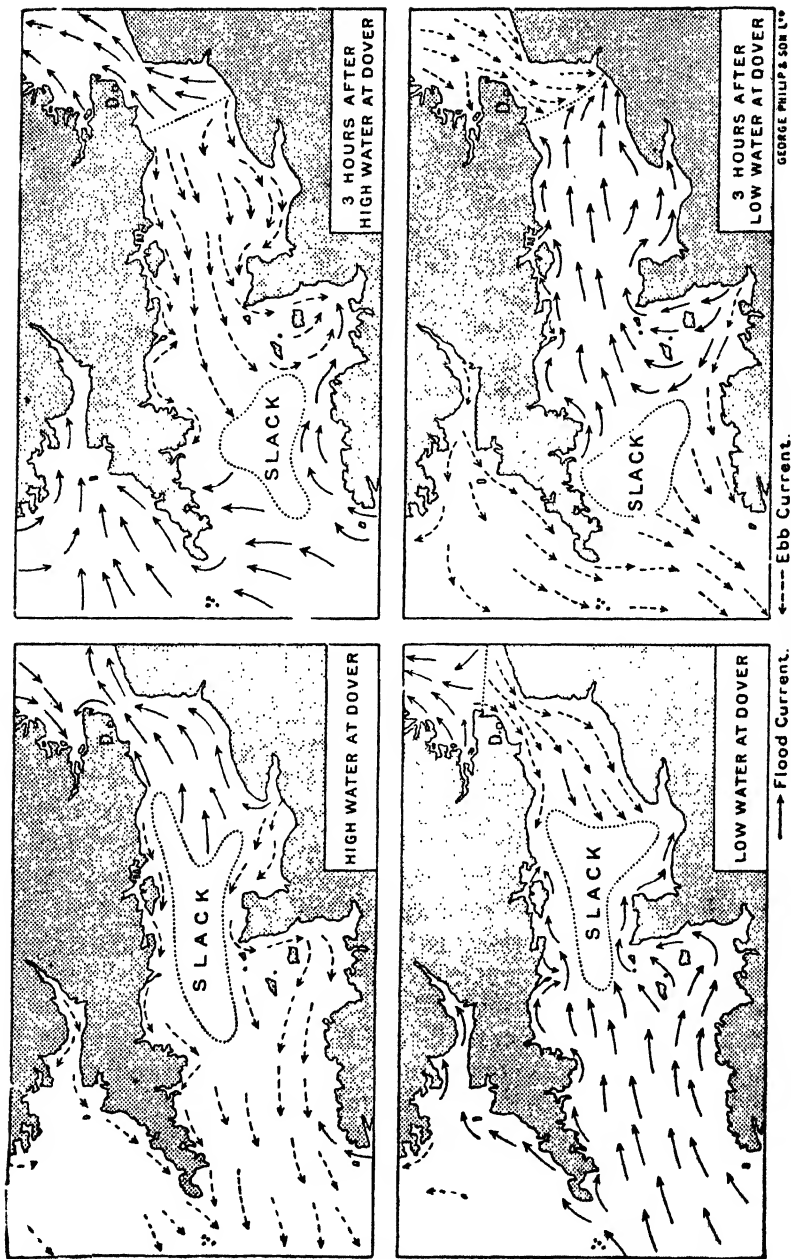 D.
SLACK
HIGH WATER AT DOVER
D.
SLACK
3 HOURS AFTER
HIGH WATER AT DOVER
D.
SLACK
LOW WATER AT DOVER
D.
SLACK
3 HOURS AFTER
LOW WATER AT DOVER
Flood Current.
Ebb Current.
GEORGE PHILIP & SON LTD